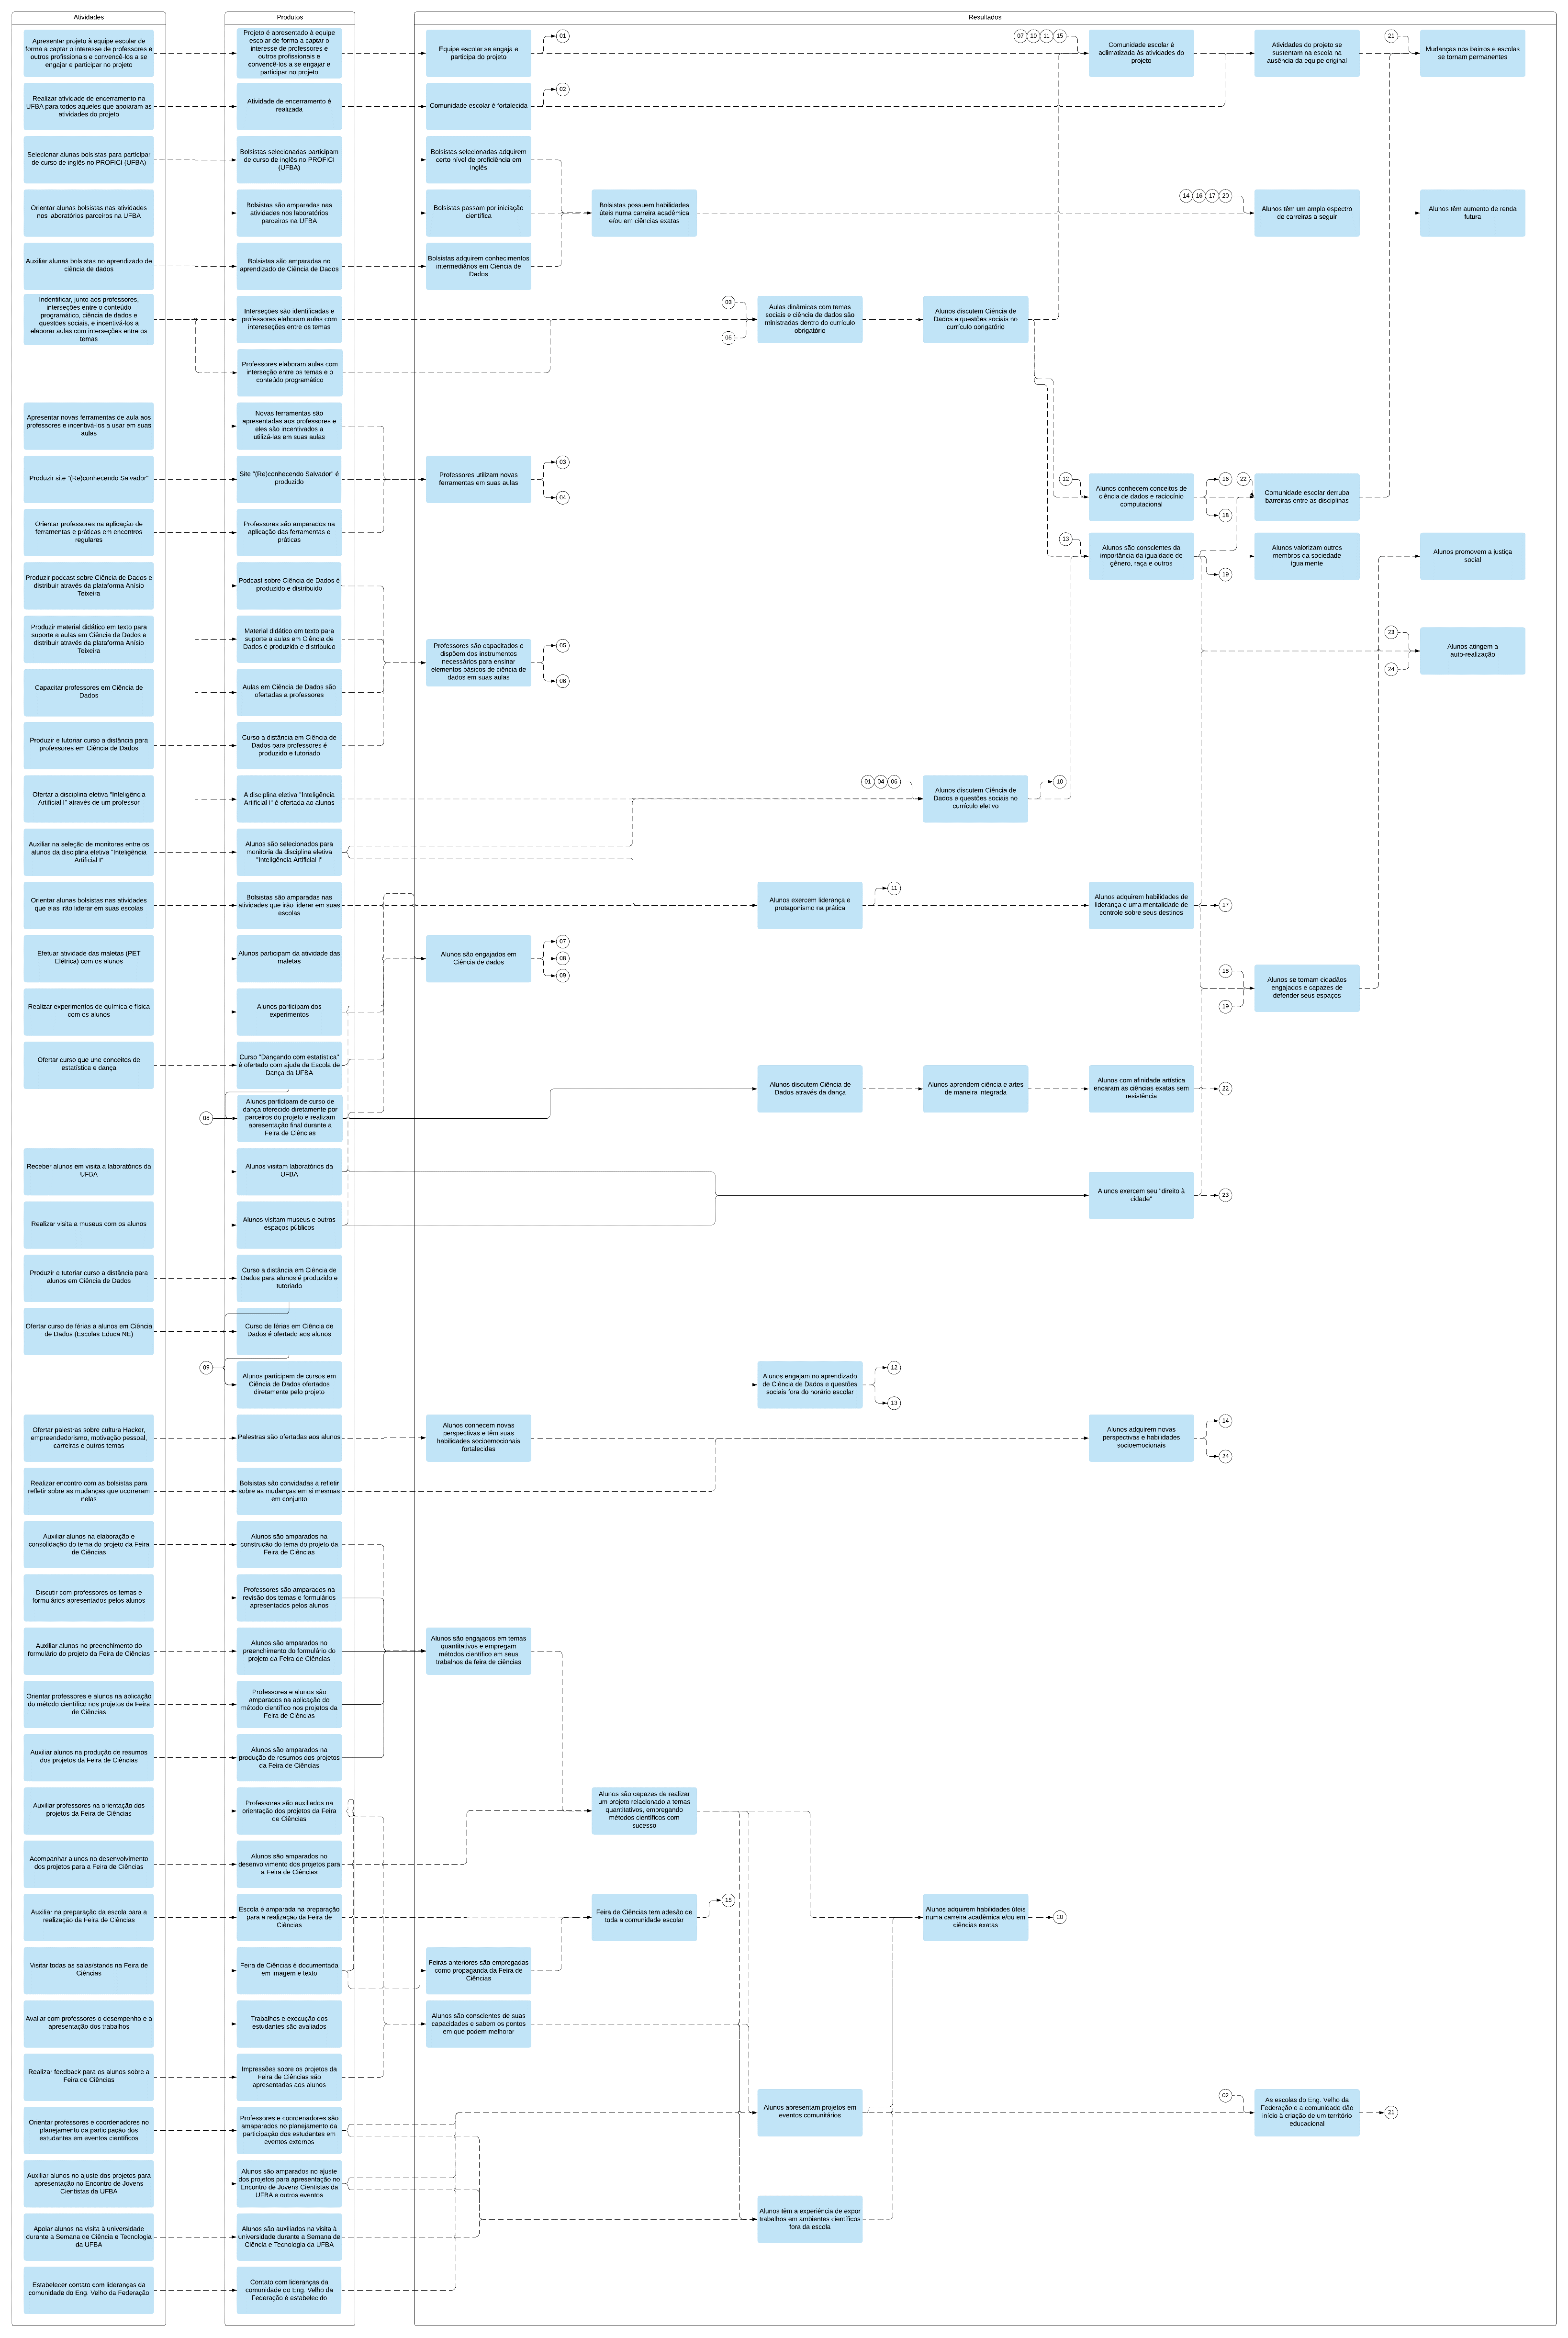 Atividades
Produtos
Resultados
Apresentar projeto à equipe escolar de
forma a captar o interesse de professores e
outros profissionais e convencê-los a se
engajar e participar no projeto
Projeto é apresentado à equipe
escolar de forma a captar o
interesse de professores e
outros profissionais e
convencê-los a se engajar e
participar no projeto
Equipe escolar se engaja e
participa do projeto
01
07
10
11
15
Comunidade escolar é
aclimatizada às atividades do
projeto
Atividades do projeto se
sustentam na escola na
ausência da equipe original
21
Mudanças nos bairros e escolas
se tornam permanentes
Realizar atividade de encerramento na
UFBA para todos aqueles que apoiaram as
atividades do projeto
Atividade de encerramento é
realizada
Comunidade escolar é fortalecida
02
Selecionar alunas bolsistas para participar
de curso de inglês no PROFICI (UFBA)
Bolsistas selecionadas participam
de curso de inglês no PROFICI
(UFBA)
Bolsistas selecionadas adquirem
certo nível de proficiência em
inglês
Orientar alunas bolsistas nas atividades
nos laboratórios parceiros na UFBA
Bolsistas são amparadas nas
atividades nos laboratórios
parceiros na UFBA
Bolsistas passam por iniciação
científica
Bolsistas possuem habilidades
úteis numa carreira acadêmica
e/ou em ciências exatas
14
16
17
20
Alunos têm um amplo espectro
de carreiras a seguir
Alunos têm aumento de renda
futura
Auxiliar alunas bolsistas no aprendizado de
ciência de dados
Bolsistas são amparadas no
aprendizado de Ciência de Dados
Bolsistas adquirem conhecimentos
intermediários em Ciência de
Dados
Indentificar, junto aos professores,
interseções entre o conteúdo
programático, ciência de dados e
questões sociais, e incentivá-los a
elaborar aulas com interseções entre os
temas
Interseções são identificadas e
professores elaboram aulas com
intereseções entre os temas
03
05
Aulas dinâmicas com temas
sociais e ciência de dados são
ministradas dentro do currículo
obrigatório
Alunos discutem Ciência de
Dados e questões sociais no
currículo obrigatório
Professores elaboram aulas com
interseção entre os temas e o
conteúdo programático
Apresentar novas ferramentas de aula aos
professores e incentivá-los a usar em suas
aulas
Novas ferramentas são
apresentadas aos professores e
eles são incentivados a
utilizá-las em suas aulas
Produzir site "(Re)conhecendo Salvador"
Site "(Re)conhecendo Salvador" é
produzido
Professores utilizam novas
ferramentas em suas aulas
03
04
12
Alunos conhecem conceitos de
ciência de dados e raciocínio
computacional
16
18
22
Comunidade escolar derruba
barreiras entre as disciplinas
Orientar professores na aplicação de
ferramentas e práticas em encontros
regulares
Professores são amparados na
aplicação das ferramentas e
práticas
13
Alunos são conscientes da
importância da igualdade de
gênero, raça e outros
19
Alunos valorizam outros
membros da sociedade
igualmente
Alunos promovem a justiça
social
Produzir podcast sobre Ciência de Dados e
distribuir através da plataforma Anísio
Teixeira
Podcast sobre Ciência de Dados é
produzido e distribuido
Produzir material didático em texto para
suporte a aulas em Ciência de Dados e
distribuir através da plataforma Anísio
Teixeira
Material didático em texto para
suporte a aulas em Ciência de
Dados é produzido e distribuído
Professores são capacitados e
dispõem dos instrumentos
necessários para ensinar
elementos básicos de ciência de
dados em suas aulas
05
06
23
24
Alunos atingem a
auto-realização
Capacitar professores em Ciência de
Dados
Aulas em Ciência de Dados são
ofertadas a professores
Produzir e tutoriar curso a distância para
professores em Ciência de Dados
Curso a distância em Ciência de
Dados para professores é
produzido e tutoriado
Ofertar a disciplina eletiva "Inteligência
Artificial I" através de um professor
A disciplina eletiva "Inteligência
Artificial I" é ofertada ao alunos
01
04
06
Alunos discutem Ciência de
Dados e questões sociais no
currículo eletivo
10
Auxiliar na seleção de monitores entre os
alunos da disciplina eletiva "Inteligência
Artificial I"
Alunos são selecionados para
monitoria da disciplina eletiva
"Inteligência Artificial I"
Orientar alunas bolsistas nas atividades
que elas irão liderar em suas escolas
Bolsistas são amparadas nas
atividades que irão liderar em suas
escolas
Alunos exercem liderança e
protagonismo na prática
11
Alunos adquirem habilidades de
liderança e uma mentalidade de
controle sobre seus destinos
17
Efetuar atividade das maletas (PET
Elétrica) com os alunos
Alunos participam da atividade das
maletas
Alunos são engajados em
Ciência de dados
07
08
09
18
19
Alunos se tornam cidadãos
engajados e capazes de
defender seus espaços
Realizar experimentos de química e física
com os alunos
Alunos participam dos
experimentos
Ofertar curso que une conceitos de
estatística e dança
Curso "Dançando com estatística"
é ofertado com ajuda da Escola de
Dança da UFBA
08
Alunos participam de curso de
dança oferecido diretamente por
parceiros do projeto e realizam
apresentação final durante a
Feira de Ciências
Alunos discutem Ciência de
Dados através da dança
Alunos aprendem ciência e artes
de maneira integrada
Alunos com afinidade artística
encaram as ciências exatas sem
resistência
22
Receber alunos em visita a laboratórios da
UFBA
Alunos visitam laboratórios da
UFBA
Alunos exercem seu "direito à
cidade"
23
Realizar visita a museus com os alunos
Alunos visitam museus e outros
espaços públicos
Produzir e tutoriar curso a distância para
alunos em Ciência de Dados
Curso a distância em Ciência de
Dados para alunos é produzido e
tutoriado
Ofertar curso de férias a alunos em Ciência
de Dados (Escolas Educa NE)
Curso de férias em Ciência de
Dados é ofertado aos alunos
09
Alunos participam de cursos em
Ciência de Dados ofertados
diretamente pelo projeto
Alunos engajam no aprendizado
de Ciência de Dados e questões
sociais fora do horário escolar
12
13
Ofertar palestras sobre cultura Hacker,
empreendedorismo, motivação pessoal,
carreiras e outros temas
Palestras são ofertadas aos alunos
Alunos conhecem novas
perspectivas e têm suas
habilidades socioemocionais
fortalecidas
Alunos adquirem novas
perspectivas e habilidades
socioemocionais
14
24
Realizar encontro com as bolsistas para
refletir sobre as mudanças que ocorreram
nelas
Bolsistas são convidadas a refletir
sobre as mudanças em si mesmas
em conjunto
Auxiliar alunos na elaboração e
consolidação do tema do projeto da Feira
de Ciências
Alunos são amparados na
construção do tema do projeto da
Feira de Ciências
Discutir com professores os temas e
formulários apresentados pelos alunos
Professores são amparados na
revisão dos temas e formulários
apresentados pelos alunos
Auxilliar alunos no preenchimento do
formulário do projeto da Feira de Ciências
Alunos são amparados no
preenchimento do formulário do
projeto da Feira de Ciências
Alunos são engajados em temas
quantitativos e empregam
métodos cientifico em seus
trabalhos da feira de ciências
Orientar professores e alunos na aplicação
do método científico nos projetos da Feira
de Ciências
Professores e alunos são
amparados na aplicação do
método científico nos projetos da
Feira de Ciências
Auxiliar alunos na produção de resumos
dos projetos da Feira de Ciências
Alunos são amparados na
produção de resumos dos projetos
da Feira de Ciências
Auxiliar professores na orientação dos
projetos da Feira de Ciências
Professores são auxiliados na
orientação dos projetos da Feira
de Ciências
Alunos são capazes de realizar
um projeto relacionado a temas
quantitativos, empregando
métodos científicos com
sucesso
Acompanhar alunos no desenvolvimento
dos projetos para a Feira de Ciências
Alunos são amparados no
desenvolvimento dos projetos para
a Feira de Ciências
Auxiliar na preparação da escola para a
realização da Feira de Ciências
Escola é amparada na preparação
para a realização da Feira de
Ciências
Feira de Ciências tem adesão de
toda a comunidade escolar
15
Alunos adquirem habilidades úteis
numa carreira acadêmica e/ou em
ciências exatas
20
Visitar todas as salas/stands na Feira de
Ciências
Feira de Ciências é documentada
em imagem e texto
Feiras anteriores são empregadas
como propaganda da Feira de
Ciências
Avaliar com professores o desempenho e a
apresentação dos trabalhos
Trabalhos e execução dos
estudantes são avaliados
Alunos são conscientes de suas
capacidades e sabem os pontos
em que podem melhorar
Realizar feedback para os alunos sobre a
Feira de Ciências
Impressões sobre os projetos da
Feira de Ciências são
apresentadas aos alunos
Orientar professores e coordenadores no
planejamento da participação dos
estudantes em eventos científicos
Professores e coordenadores são
amaparados no planejamento da
participação dos estudantes em
eventos externos
Alunos apresentam projetos em
eventos comunitários
02
As escolas do Eng. Velho da
Federação e a comunidade dão
início à criação de um território
educacional
21
Auxiliar alunos no ajuste dos projetos para
apresentação no Encontro de Jovens
Cientistas da UFBA
Alunos são amparados no ajuste
dos projetos para apresentação no
Encontro de Jovens Cientistas da
UFBA e outros eventos
Alunos têm a experiência de expor
trabalhos em ambientes científicos
fora da escola
Apoiar alunos na visita à universidade
durante a Semana de Ciência e Tecnologia
da UFBA
Alunos são auxiliados na visita à
universidade durante a Semana de
Ciência e Tecnologia da UFBA
Estabelecer contato com lideranças da
comunidade do Eng. Velho da Federação
Contato com lideranças da
comunidade do Eng. Velho da
Federação é estabelecido